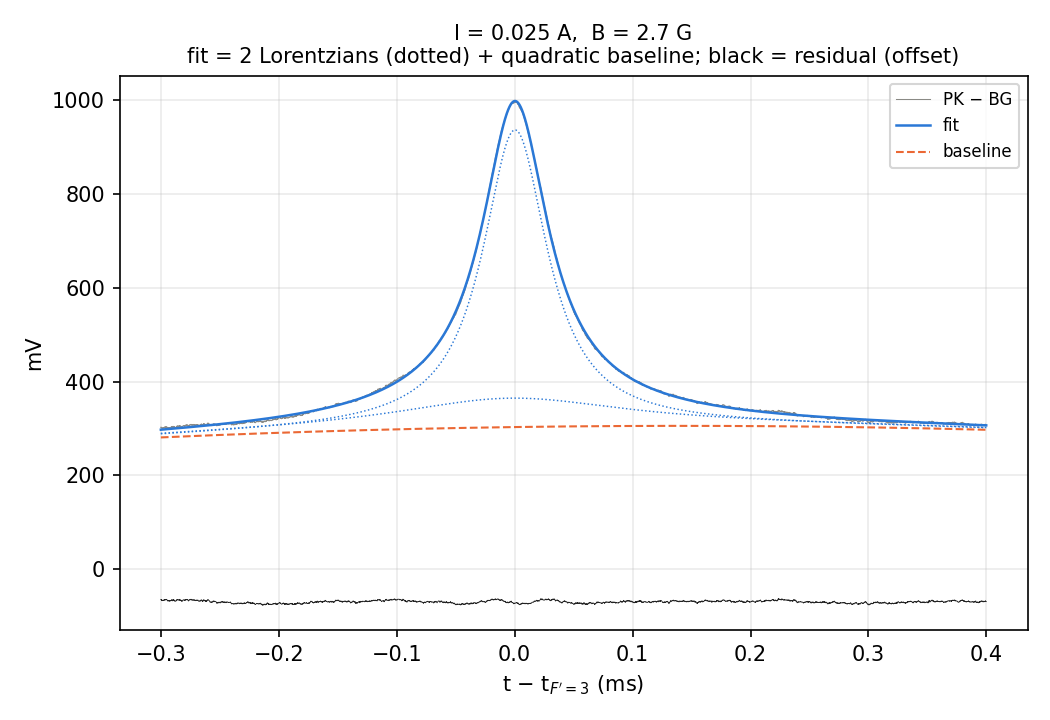 I = 0.025 A,  B = 2.7 G
fit = 2 Lorentzians (dotted) + quadratic baseline; black = residual (offset)
PK − BG
fit
baseline
mV
1000
800
600
400
200
0
−0.3 −0.2 −0.1 0.0 0.1 0.2 0.3 0.4
t − t_{F′=3} (ms)